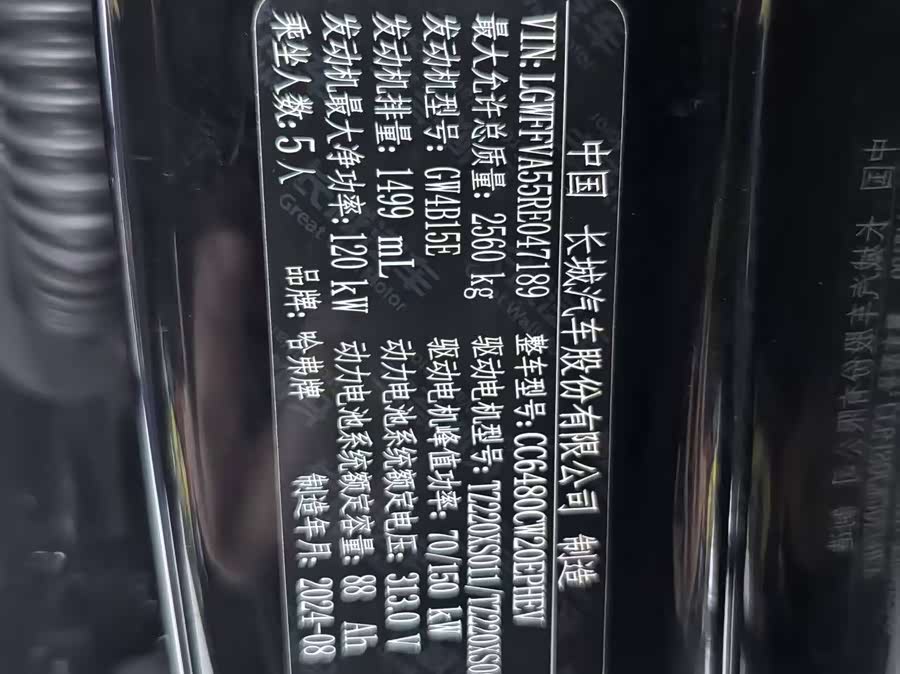 中国 长城汽车股份有限公司 制造
VIN: LGWFFVA55RE047189 整车型号: CC6480CW20EPHEV
最大允许总质量: 2560 kg 驱动电机型号: TZ220XS011/TZ220XS0
发动机型号: GW4B15E 驱动电机峰值功率: 70/150 kW
发动机排量: 1499 mL 动力电池系统额定电压: 333.0 V
发动机最大净功率: 120 kW 动力电池系统额定容量: 88 Ah
乘坐人数: 5人 品牌: 哈弗牌 制造年月: 2024-08